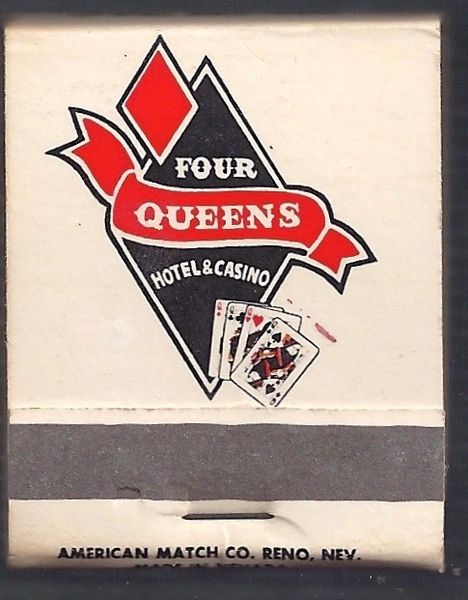 FOUR
QUEENS
HOTEL & CASINO
AMERICAN MATCH CO. RENO, NEV.